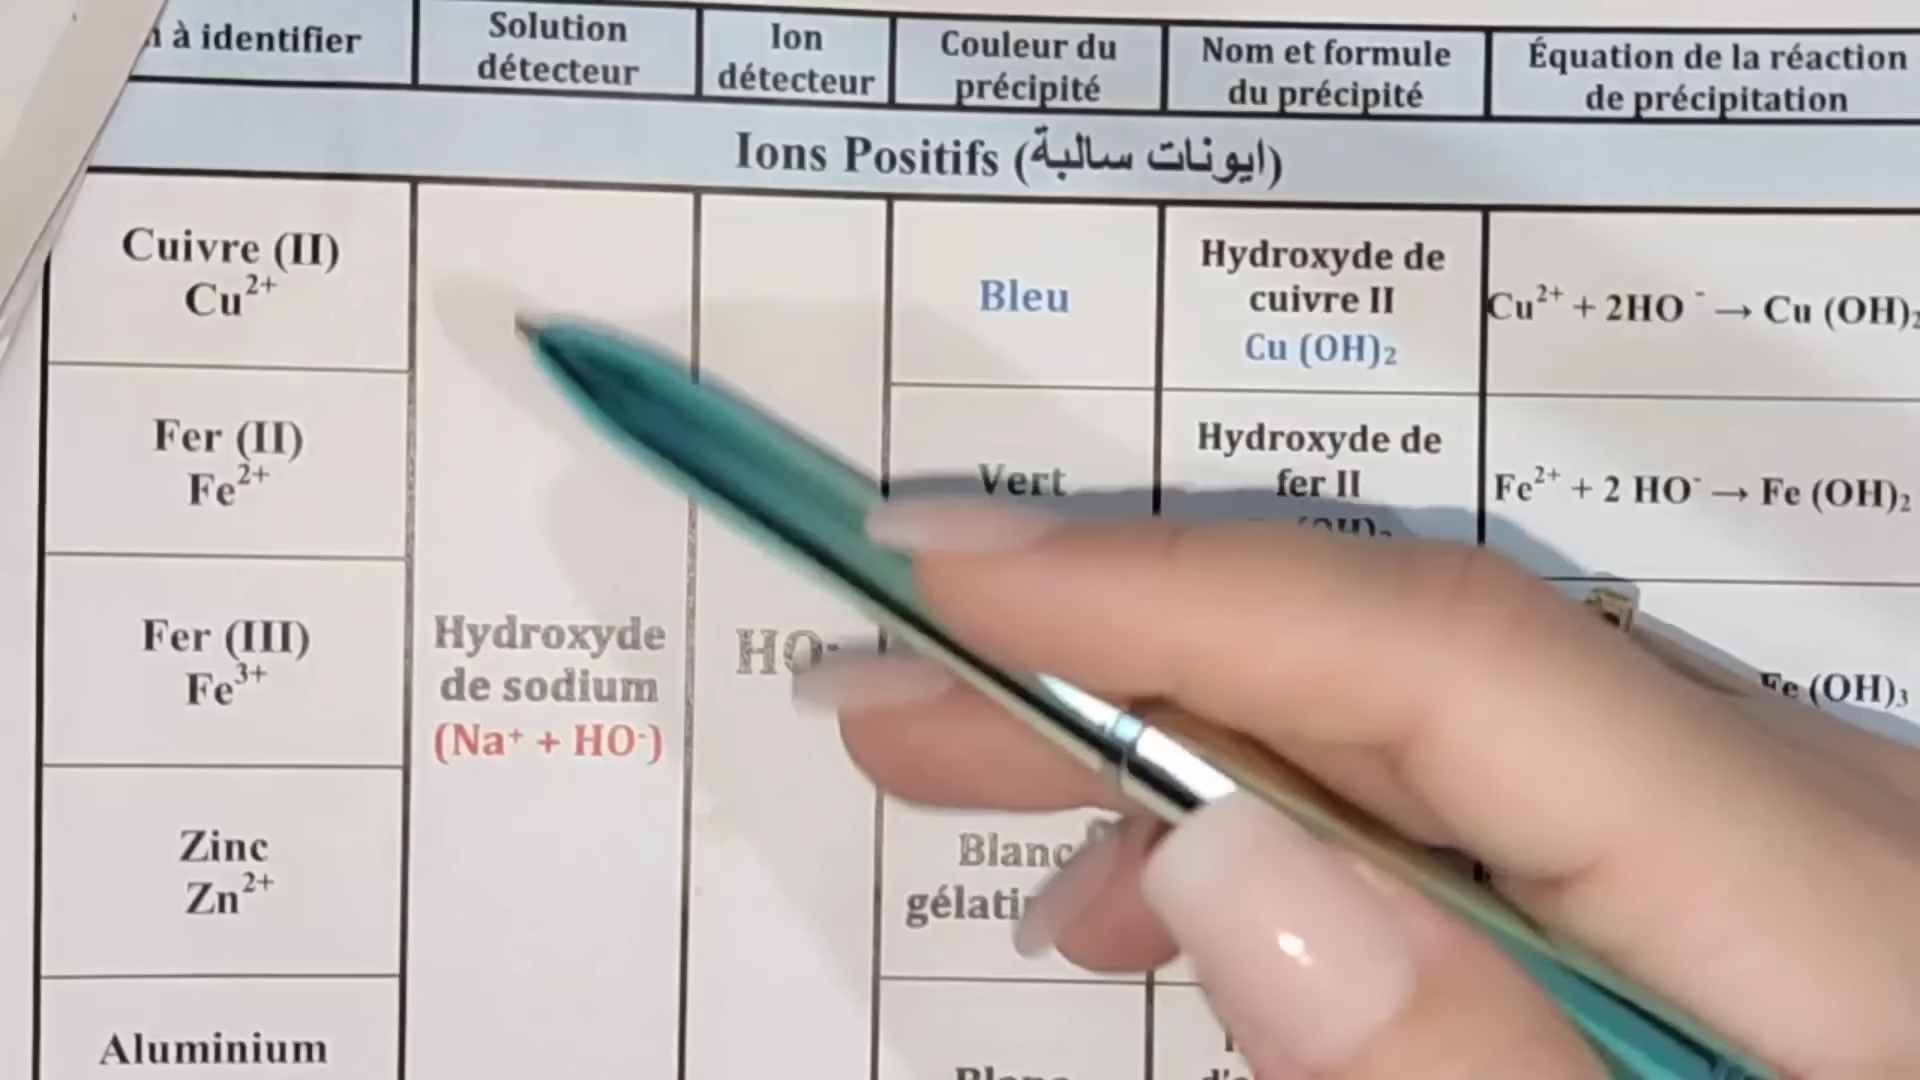 à identifier
Solution
détecteur
Ion
détecteur
Couleur du
précipité
Nom et formule
du précipité
Équation de la réaction
de précipitation
Ions Positifs (ايونات سالبة)
Cuivre (II)
Cu²⁺
Bleu
Hydroxyde de
cuivre II
Cu (OH)₂
Cu²⁺ + 2HO ⁻ → Cu (OH)₂
Fer (II)
Fe²⁺
Vert
Hydroxyde de
fer II
Fe²⁺ + 2 HO⁻ → Fe (OH)₂
Fer (III)
Fe³⁺
Hydroxyde
de sodium
(Na⁺ + HO⁻)
HO⁻
Fe (OH)₃
Zinc
Zn²⁺
Blanc
Aluminium